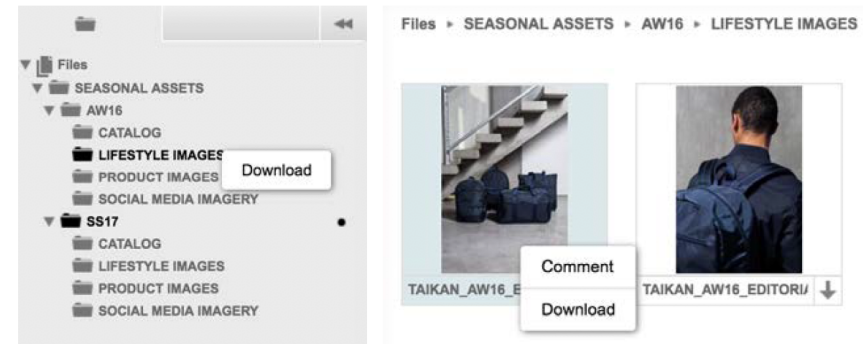 Files
SEASONAL ASSETS
AW16
CATALOG
LIFESTYLE IMAGES
Download
PRODUCT IMAGES
SOCIAL MEDIA IMAGERY
SS17
CATALOG
LIFESTYLE IMAGES
PRODUCT IMAGES
SOCIAL MEDIA IMAGERY
Files ▸ SEASONAL ASSETS ▸ AW16 ▸ LIFESTYLE IMAGES
TAIKAN_AW16_E
TAIKAN_AW16_EDITORIA
Comment
Download